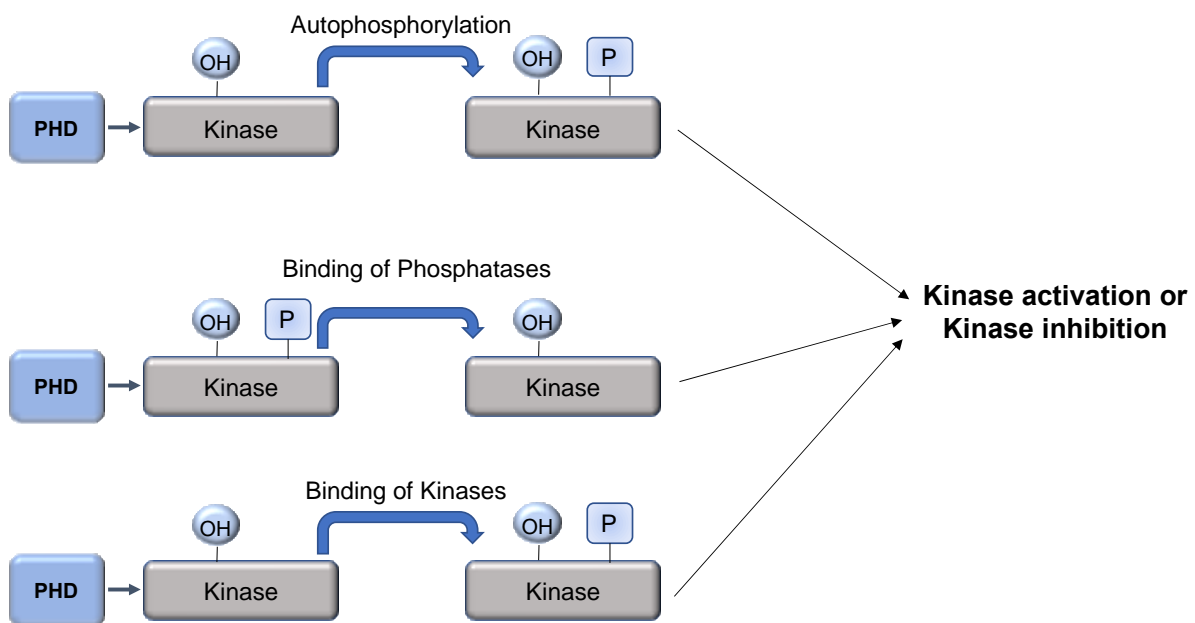 Autophosphorylation
OH
OH
P
PHD
Kinase
Kinase
Binding of Phosphatases
OH
P
OH
PHD
Kinase
Kinase
Kinase activation or
Kinase inhibition
Binding of Kinases
OH
OH
P
PHD
Kinase
Kinase